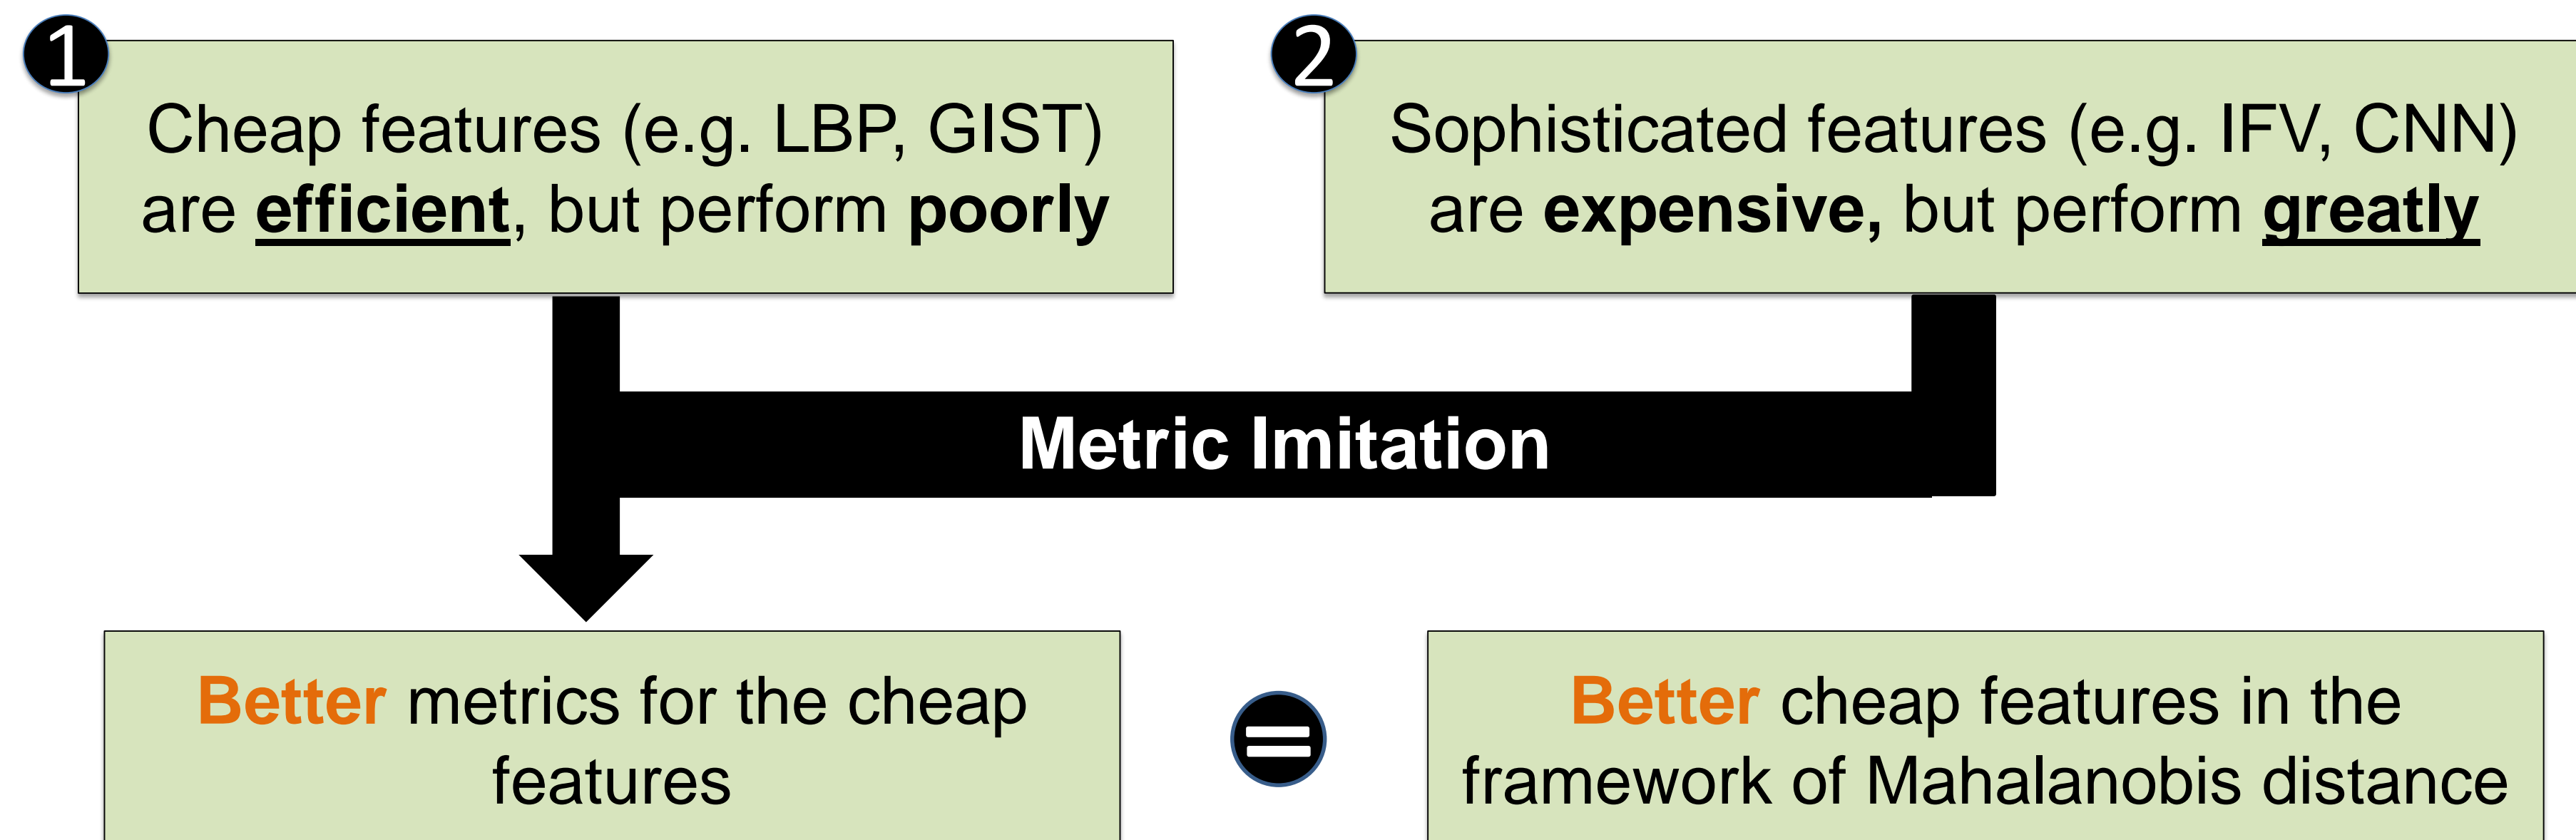 1
Cheap features (e.g. LBP, GIST)
are efficient, but perform poorly
2
Sophisticated features (e.g. IFV, CNN)
are expensive, but perform greatly
Metric Imitation
Better metrics for the cheap
features
=
Better cheap features in the
framework of Mahalanobis distance